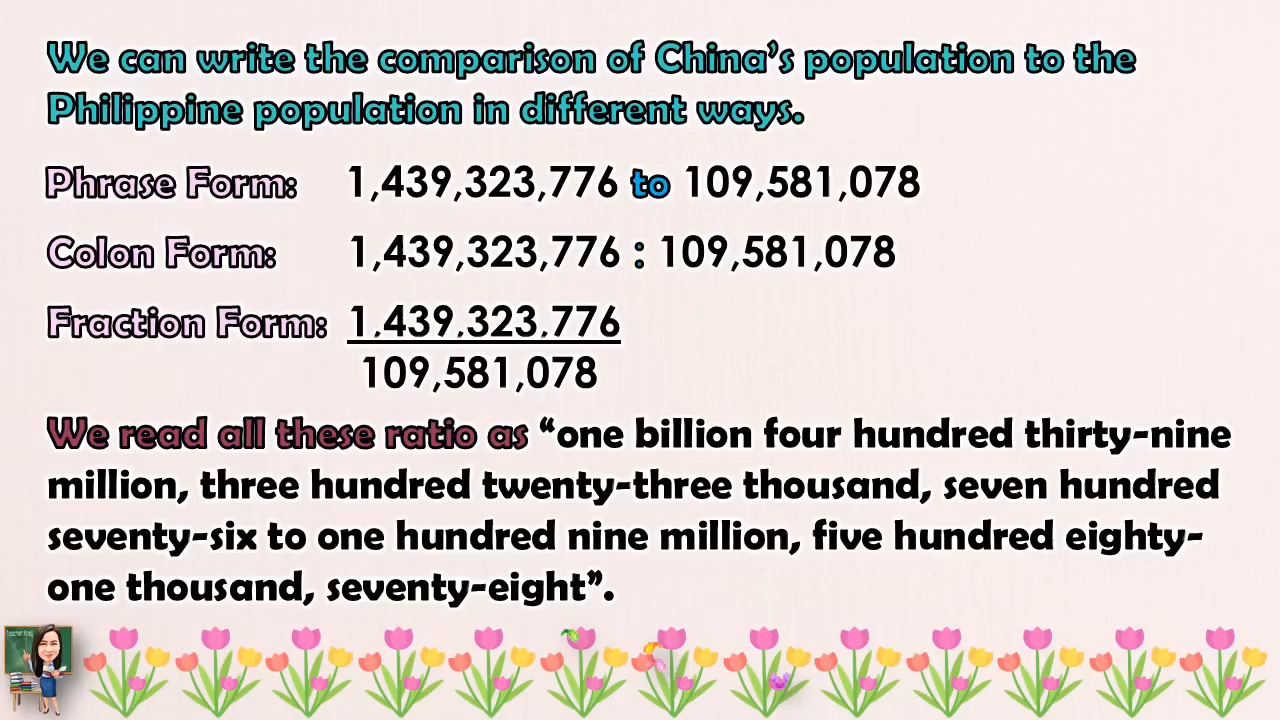 We can write the comparison of China’s population to the
Philippine population in different ways.
Phrase Form: 1,439,323,776 to 109,581,078
Colon Form: 1,439,323,776 : 109,581,078
Fraction Form: 1,439,323,776
109,581,078
We read all these ratio as “one billion four hundred thirty-nine
million, three hundred twenty-three thousand, seven hundred
seventy-six to one hundred nine million, five hundred eighty-
one thousand, seventy-eight”.